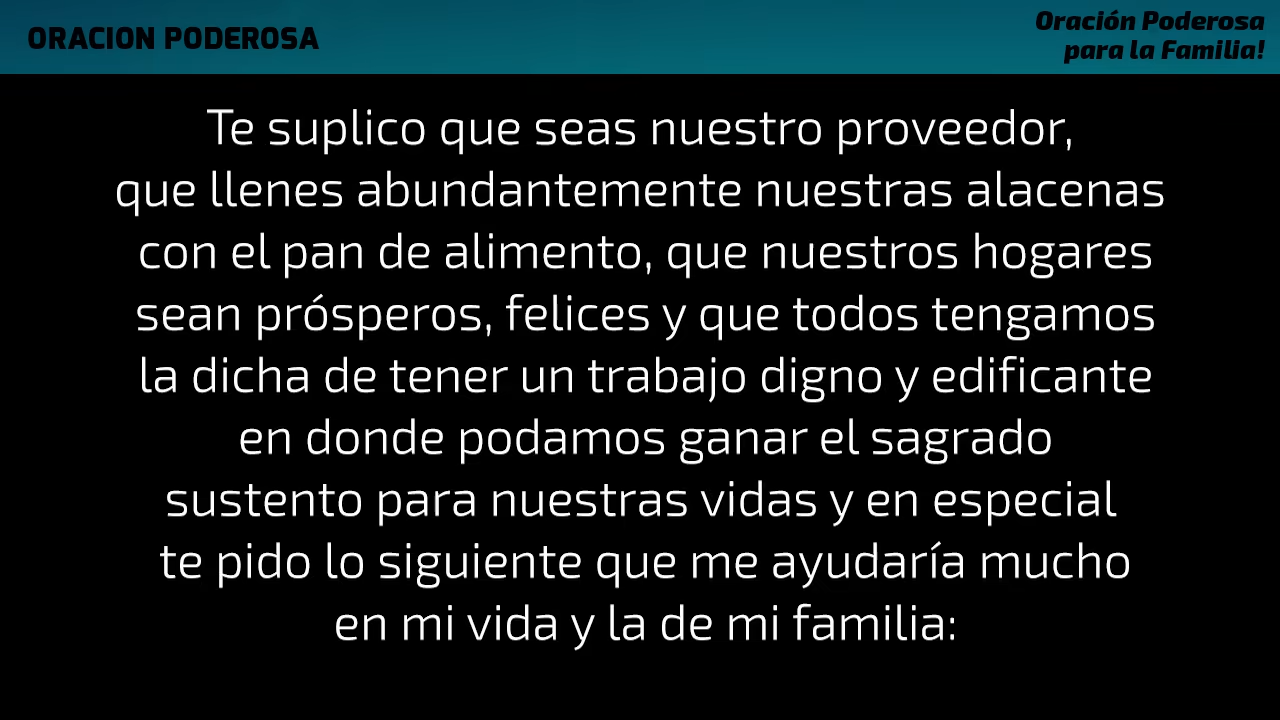 ORACION PODEROSA
Oración Poderosa
para la Familia!
Te suplico que seas nuestro proveedor,
que llenes abundantemente nuestras alacenas
con el pan de alimento, que nuestros hogares
sean prósperos, felices y que todos tengamos
la dicha de tener un trabajo digno y edificante
en donde podamos ganar el sagrado
sustento para nuestras vidas y en especial
te pido lo siguiente que me ayudaría mucho
en mi vida y la de mi familia: